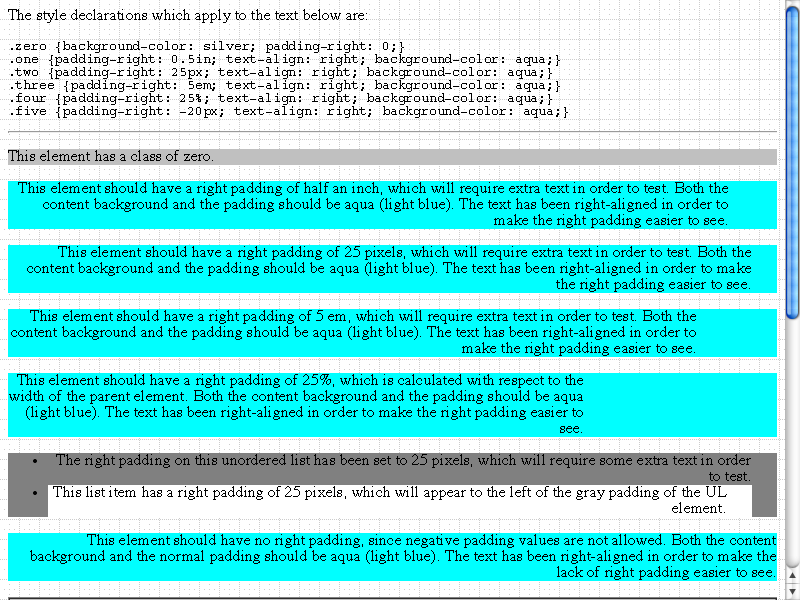 The style declarations which apply to the text below are:
.zero {background-color: silver; padding-right: 0;}
.one {padding-right: 0.5in; text-align: right; background-color: aqua;}
.two {padding-right: 25px; text-align: right; background-color: aqua;}
.three {padding-right: 5em; text-align: right; background-color: aqua;}
.four {padding-right: 25%; text-align: right; background-color: aqua;}
.five {padding-right: -20px; text-align: right; background-color: aqua;}
This element has a class of zero.
This element should have a right padding of half an inch, which will require extra text in order to test. Both the
content background and the padding should be aqua (light blue). The text has been right-aligned in order to
make the right padding easier to see.
This element should have a right padding of 25 pixels, which will require extra text in order to test. Both the
content background and the padding should be aqua (light blue). The text has been right-aligned in order to make
the right padding easier to see.
This element should have a right padding of 5 em, which will require extra text in order to test. Both the
content background and the padding should be aqua (light blue). The text has been right-aligned in order to
make the right padding easier to see.
This element should have a right padding of 25%, which is calculated with respect to the
width of the parent element. Both the content background and the padding should be aqua
(light blue). The text has been right-aligned in order to make the right padding easier to
see.
• The right padding on this unordered list has been set to 25 pixels, which will require some extra text in order
to test.
• This list item has a right padding of 25 pixels, which will appear to the left of the gray padding of the UL
element.
This element should have no right padding, since negative padding values are not allowed. Both the content
background and the normal padding should be aqua (light blue). The text has been right-aligned in order to make the
lack of right padding easier to see.